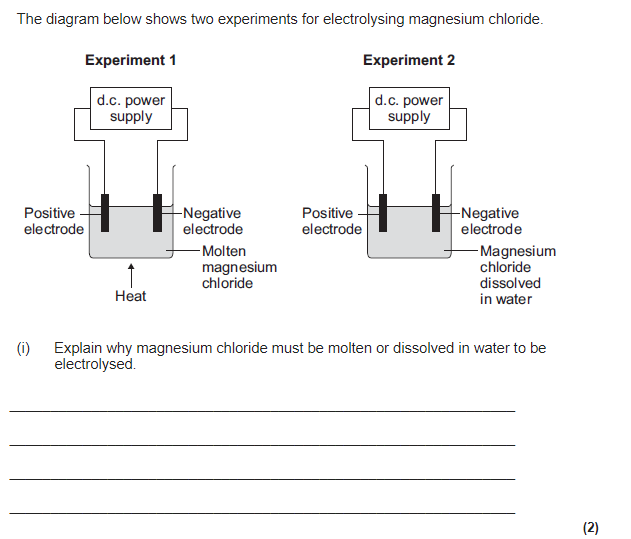 The diagram below shows two experiments for electrolysing magnesium chloride.
Experiment 1
d.c. power
supply
Positive
electrode
Negative
electrode
Molten
magnesium
chloride
Heat
Experiment 2
d.c. power
supply
Positive
electrode
Negative
electrode
Magnesium
chloride
dissolved
in water
(i) Explain why magnesium chloride must be molten or dissolved in water to be
electrolysed.
(2)